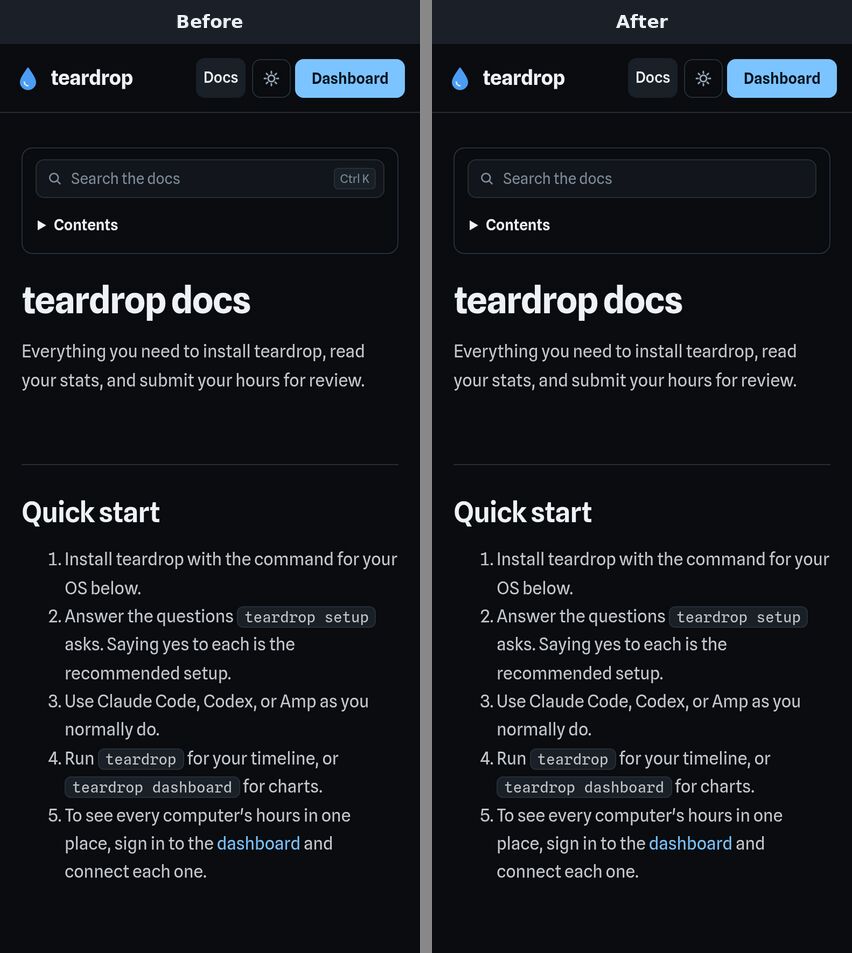 Before
teardrop
Docs
Dashboard
Search the docs
Ctrl K
Contents
teardrop docs
Everything you need to install teardrop, read
your stats, and submit your hours for review.
Quick start
1. Install teardrop with the command for your
OS below.
2. Answer the questions teardrop setup
asks. Saying yes to each is the
recommended setup.
3. Use Claude Code, Codex, or Amp as you
normally do.
4. Run teardrop for your timeline, or
teardrop dashboard for charts.
5. To see every computer's hours in one
place, sign in to the dashboard and
connect each one.
After
teardrop
Docs
Dashboard
Search the docs
Contents
teardrop docs
Everything you need to install teardrop, read
your stats, and submit your hours for review.
Quick start
1. Install teardrop with the command for your
OS below.
2. Answer the questions teardrop setup
asks. Saying yes to each is the
recommended setup.
3. Use Claude Code, Codex, or Amp as you
normally do.
4. Run teardrop for your timeline, or
teardrop dashboard for charts.
5. To see every computer's hours in one
place, sign in to the dashboard and
connect each one.